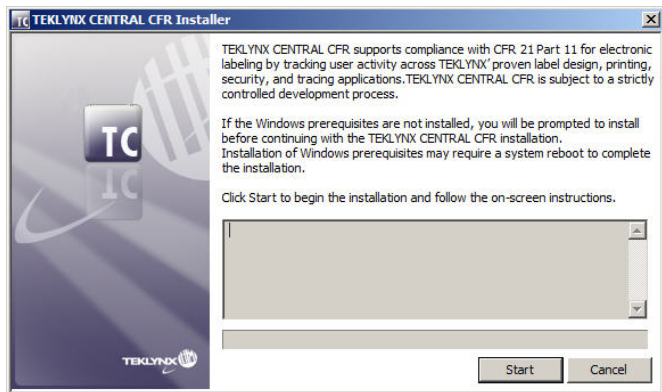 TC TEKLYNX CENTRAL CFR Installer
TEKLYNX CENTRAL CFR supports compliance with CFR 21 Part 11 for electronic
labeling by tracking user activity across TEKLYNX' proven label design, printing,
security, and tracing applications.TEKLYNX CENTRAL CFR is subject to a strictly
controlled development process.
If the Windows prerequisites are not installed, you will be prompted to install
before continuing with the TEKLYNX CENTRAL CFR installation.
Installation of Windows prerequisites may require a system reboot to complete
the installation.
Click Start to begin the installation and follow the on-screen instructions.
TC
TEKLYNX
Start
Cancel